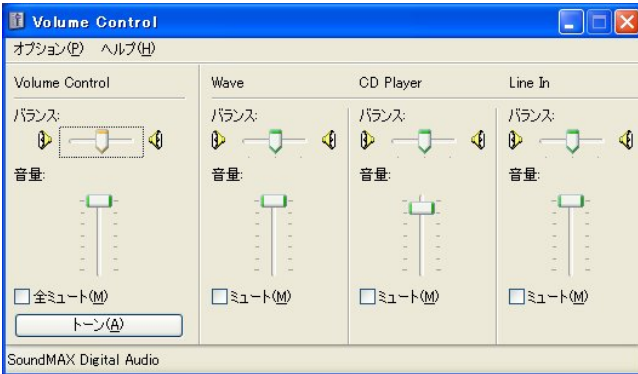 Volume Control
オプション(P) ヘルプ(H)
Volume Control Wave CD Player Line In
バランス: バランス: バランス: バランス:
音量: 音量: 音量: 音量:
全ミュート(M) ミュート(M) ミュート(M) ミュート(M)
トーン(A)
SoundMAX Digital Audio